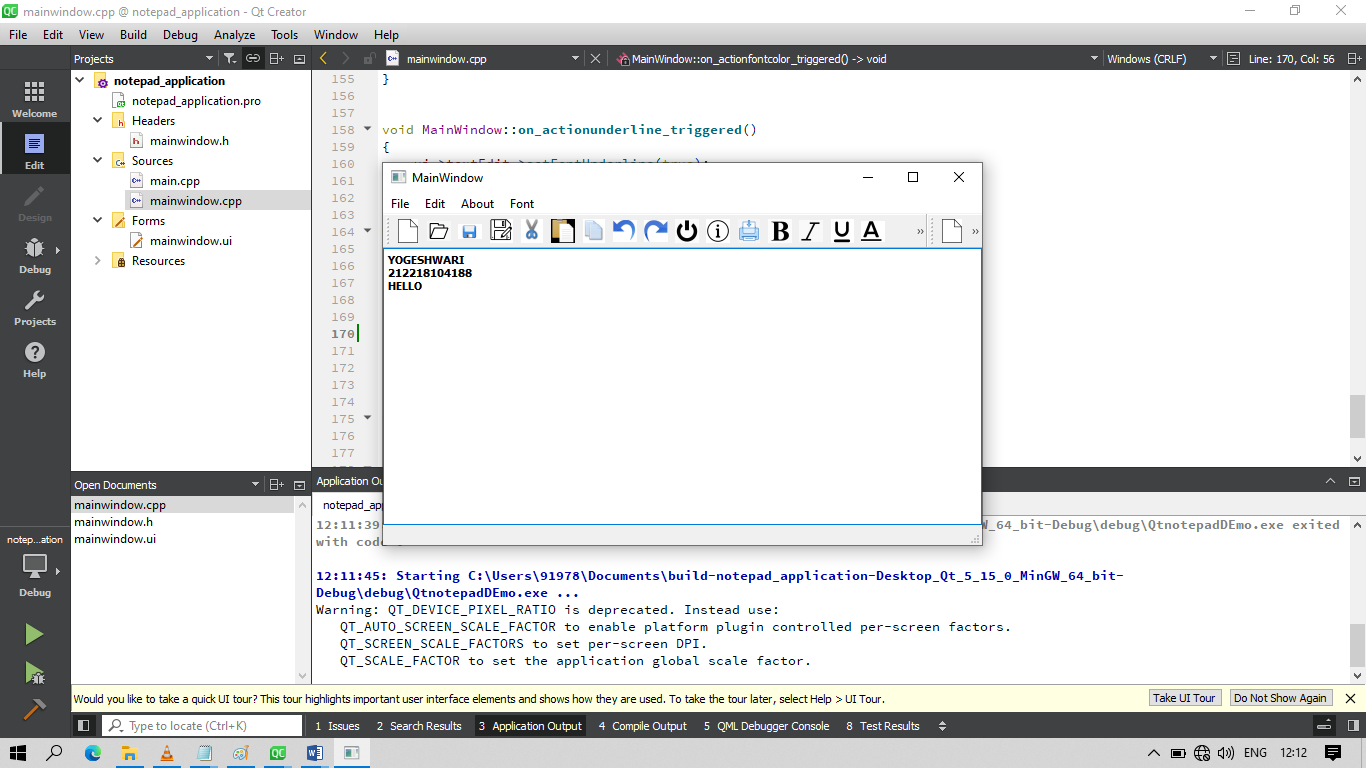 mainwindow.cpp @ notepad_application - Qt Creator
File Edit View Build Debug Analyze Tools Window Help
Projects
mainwindow.cpp
MainWindow::on_actionfontcolor_triggered() -> void
Windows (CRLF)
Line: 170, Col: 56
Welcome
Edit
Design
Debug
Projects
Help
notepad_application
notepad_application.pro
Headers
mainwindow.h
Sources
main.cpp
mainwindow.cpp
Forms
mainwindow.ui
Resources
155 }
156
157
158 void MainWindow::on_actionunderline_triggered()
159 {
160
161
162
163
164
165
166
167
168
169
170
171
172
173
174
175
176
177
MainWindow
File Edit About Font
B I U A » »
YOGESHWARI
212218104188
HELLO
Open Documents
mainwindow.cpp
mainwindow.h
mainwindow.ui
notep...ation
Debug
Application Ou
notepad_ap
12:11:39 _64_bit-Debug\debug\QtnotepadDEmo.exe exited
with code
12:11:45: Starting C:\Users\91978\Documents\build-notepad_application-Desktop_Qt_5_15_0_MinGW_64_bit-
Debug\debug\QtnotepadDEmo.exe ...
Warning: QT_DEVICE_PIXEL_RATIO is deprecated. Instead use:
QT_AUTO_SCREEN_SCALE_FACTOR to enable platform plugin controlled per-screen factors.
QT_SCREEN_SCALE_FACTORS to set per-screen DPI.
QT_SCALE_FACTOR to set the application global scale factor.
Would you like to take a quick UI tour? This tour highlights important user interface elements and shows how they are used. To take the tour later, select Help > UI Tour.
Take UI Tour
Do Not Show Again
Type to locate (Ctrl+K)
1 Issues 2 Search Results 3 Application Output 4 Compile Output 5 QML Debugger Console 8 Test Results
ENG 12:12